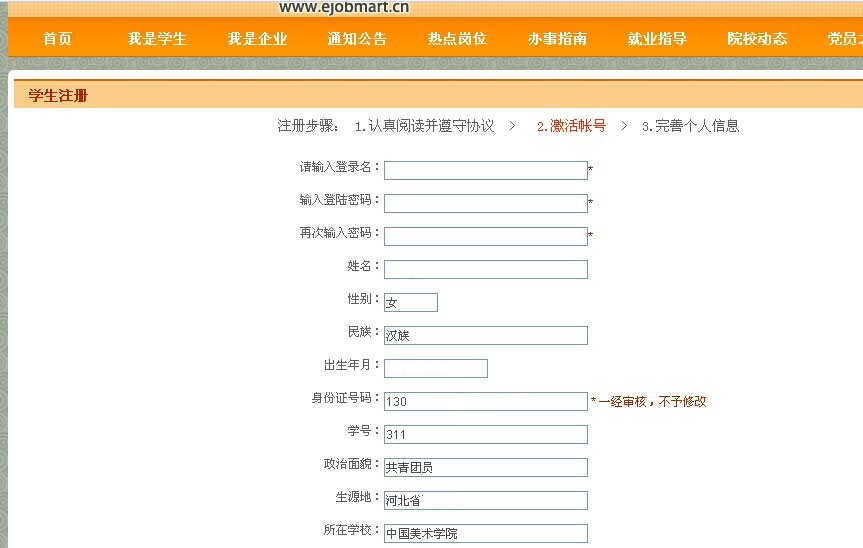 www.ejobmart.cn
首页 我是学生 我是企业 通知公告 热点岗位 办事指南 就业指导 院校动态 党员之
学生注册
注册步骤： 1.认真阅读并遵守协议 > 2.激活帐号 > 3.完善个人信息
请输入登录名： *
输入登陆密码： *
再次输入密码： *
姓名：
性别： 女
民族： 汉族
出生年月：
身份证号码： 130 * 一经审核，不予修改
学号： 311
政治面貌： 共青团员
生源地： 河北省
所在学校： 中国美术学院